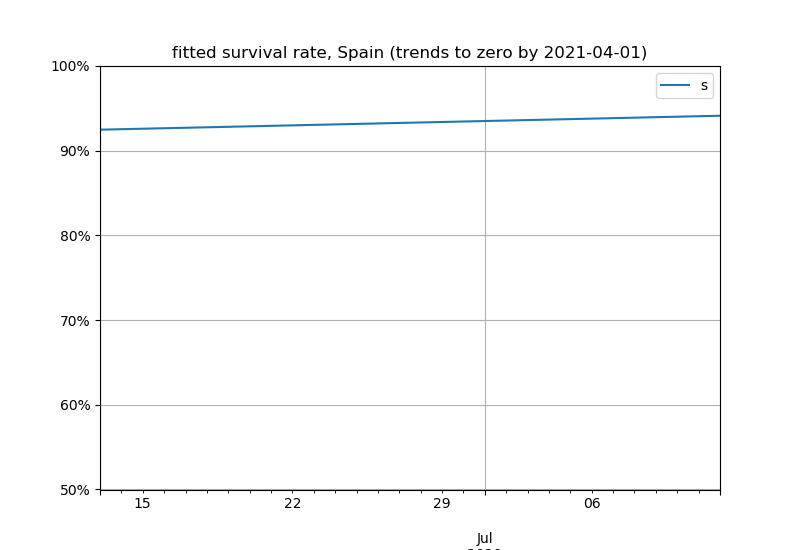 fitted survival rate, Spain (trends to zero by 2021-04-01)
s
100%
90%
80%
70%
60%
50%
15 22 29 06
Jul